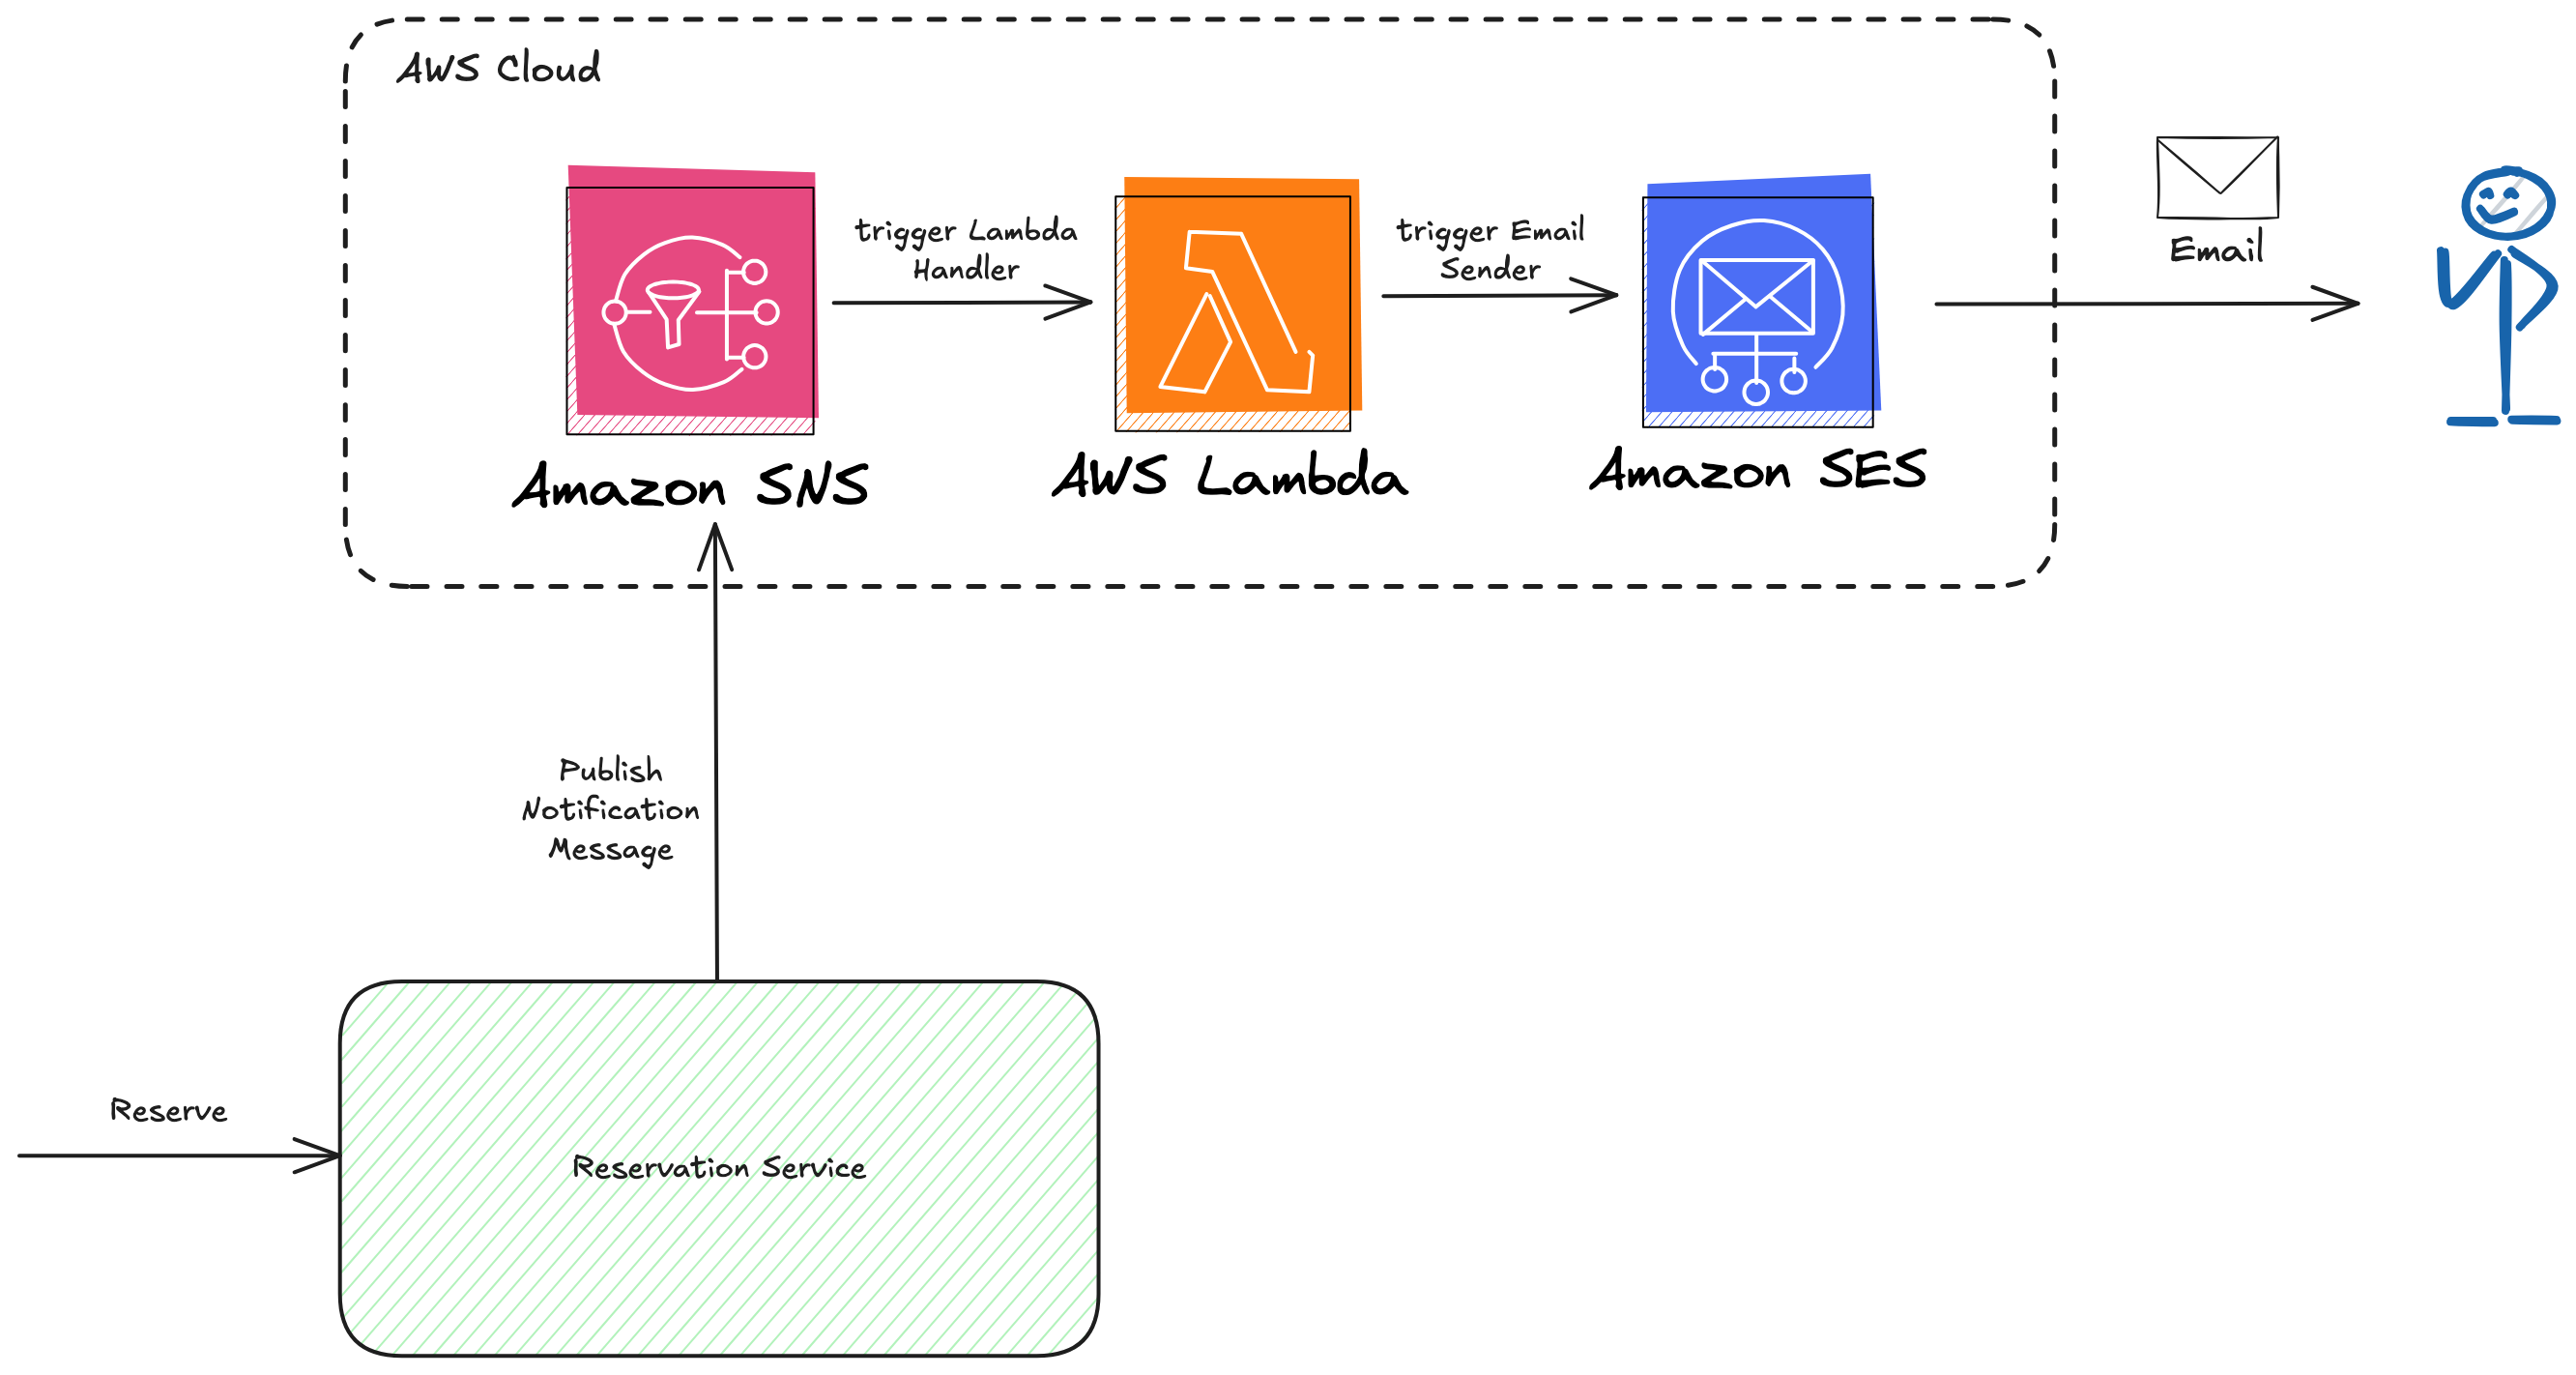 AWS Cloud
trigger Lambda
Handler
trigger Email
Sender
Email
Amazon SNS
AWS Lambda
Amazon SES
Publish
Notification
Message
Reserve
Reservation Service